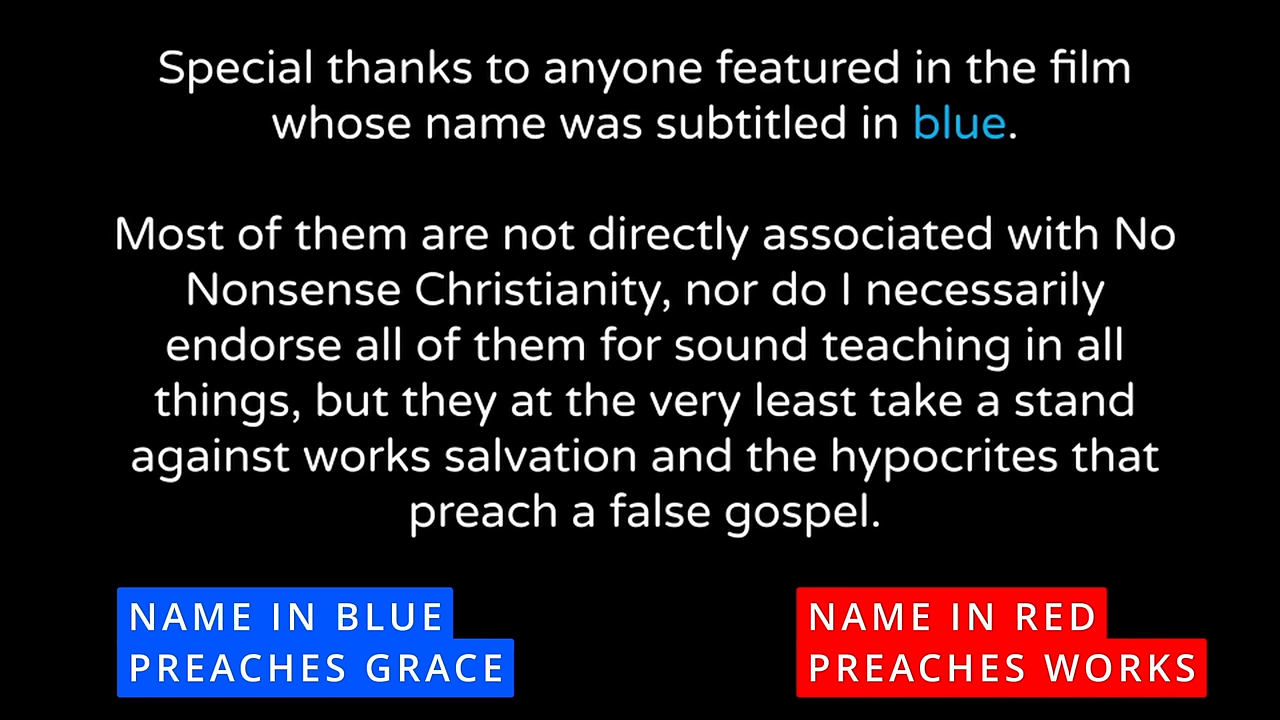 Special thanks to anyone featured in the film
whose name was subtitled in blue.
Most of them are not directly associated with No
Nonsense Christianity, nor do I necessarily
endorse all of them for sound teaching in all
things, but they at the very least take a stand
against works salvation and the hypocrites that
preach a false gospel.
NAME IN BLUE
PREACHES GRACE
NAME IN RED
PREACHES WORKS